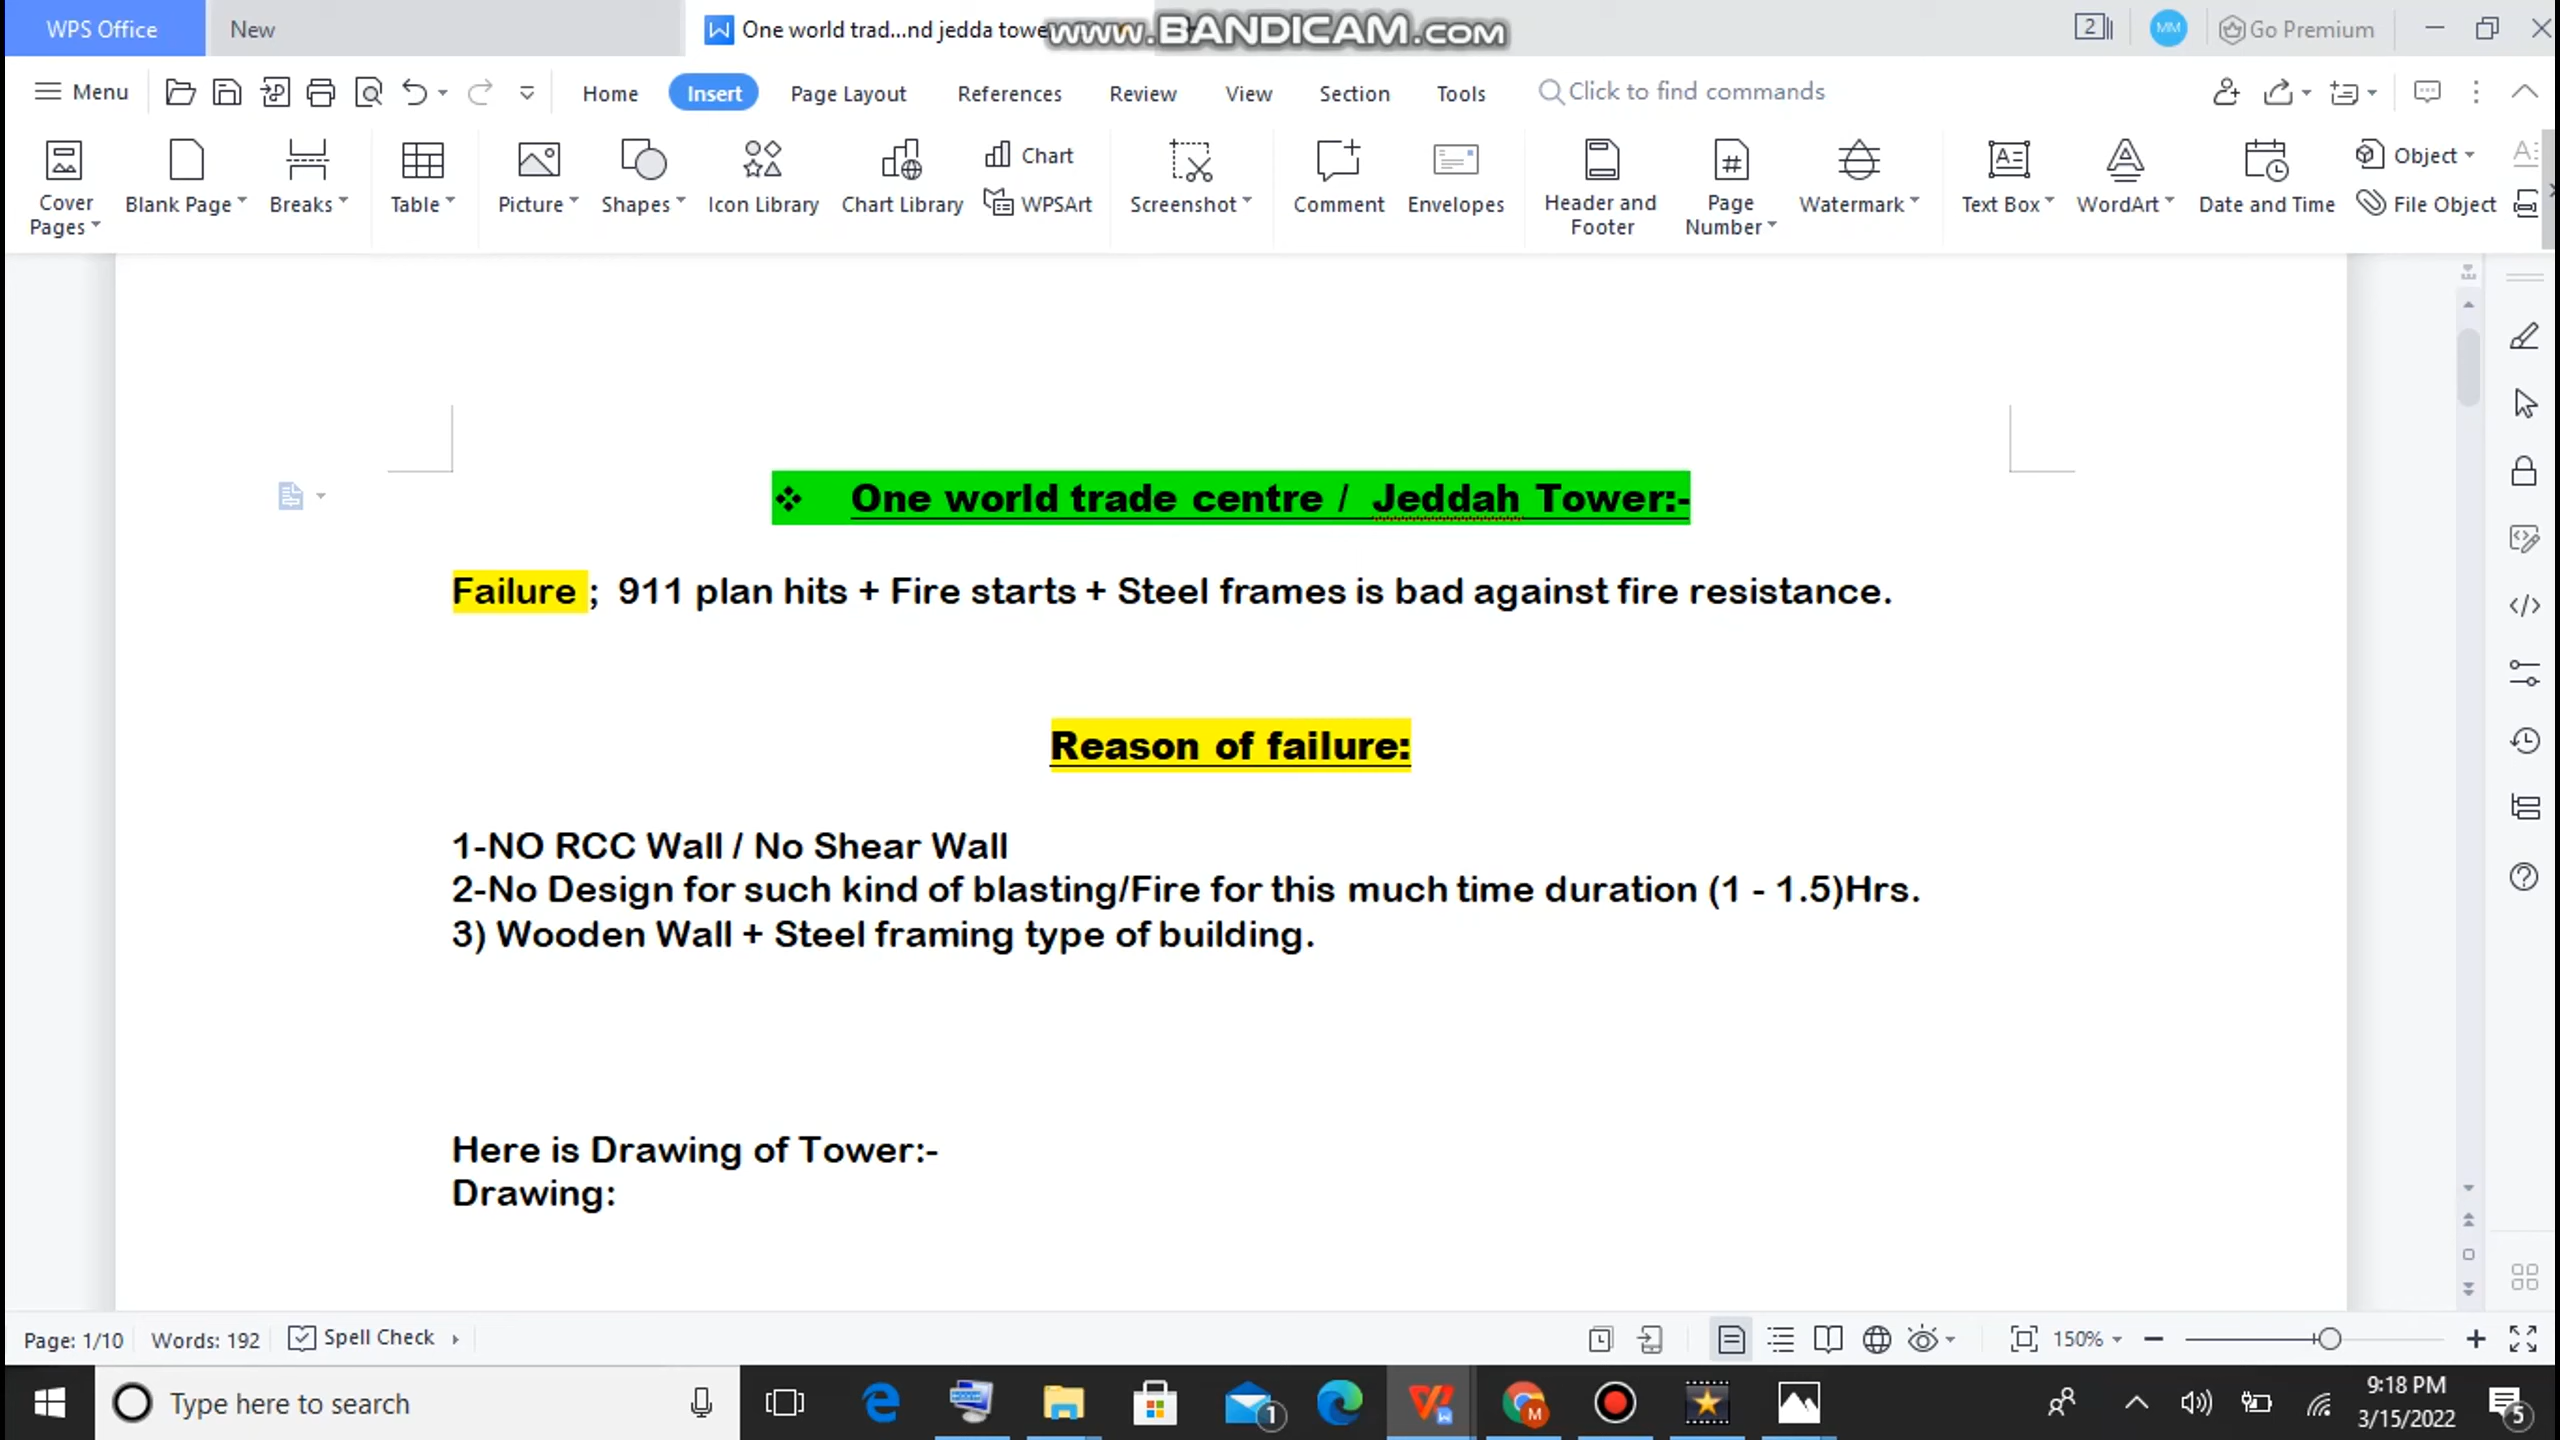 WPS Office
New
One world trad...nd jedda towe
www.BANDICAM.com
2
MM
Go Premium
Menu
Home
Insert
Page Layout
References
Review
View
Section
Tools
Click to find commands
Cover Pages
Blank Page
Breaks
Table
Picture
Shapes
Icon Library
Chart Library
Chart
WPSArt
Screenshot
Comment
Envelopes
Header and Footer
Page Number
Watermark
Text Box
WordArt
Date and Time
Object
File Object
❖ One world trade centre / Jeddah Tower:-
Failure ; 911 plan hits + Fire starts + Steel frames is bad against fire resistance.
Reason of failure:
1-NO RCC Wall / No Shear Wall
2-No Design for such kind of blasting/Fire for this much time duration (1 - 1.5)Hrs.
3) Wooden Wall + Steel framing type of building.
Here is Drawing of Tower:-
Drawing:
Page: 1/10
Words: 192
Spell Check
150%
Type here to search
1
M
9:18 PM
3/15/2022
5